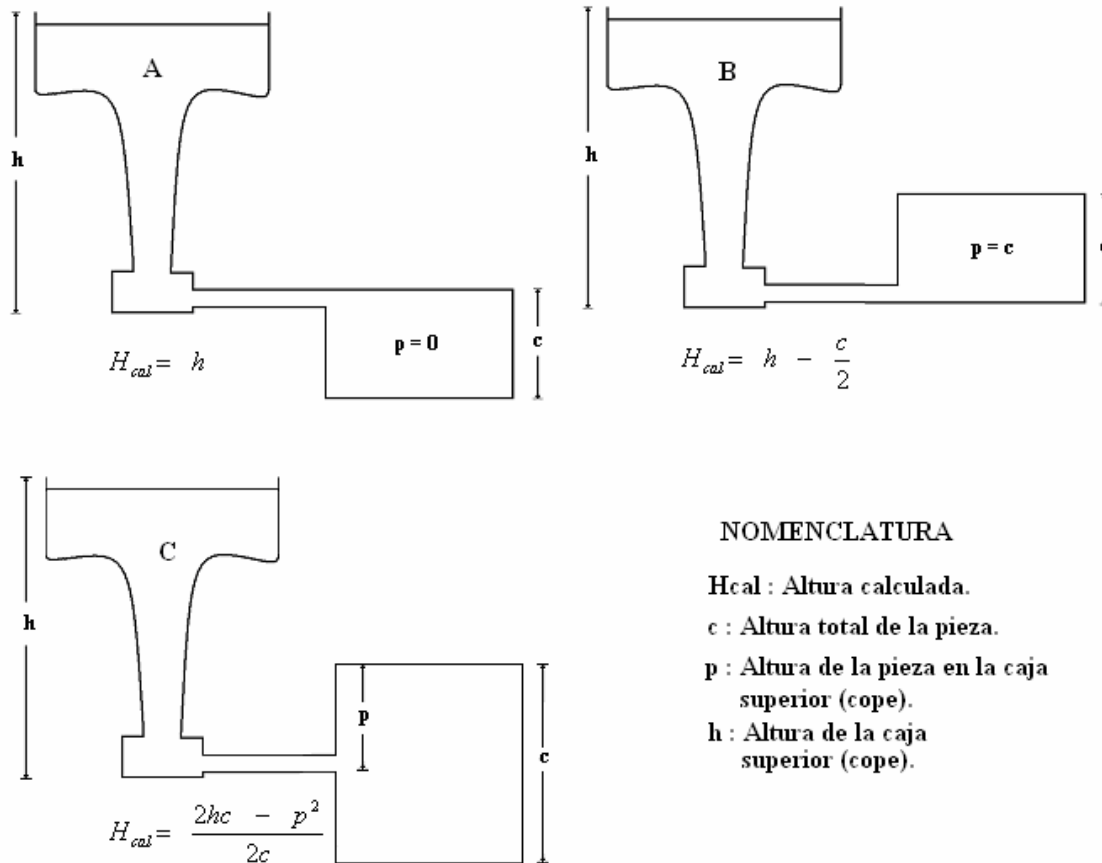 A
h
p = 0
c
H_cal = h
B
h
p = c
H_cal = h - c/2
C
h
p
c
H_cal = (2hc - p²)/2c
NOMENCLATURA
Hcal : Altura calculada.
c : Altura total de la pieza.
p : Altura de la pieza en la caja
superior (cope).
h : Altura de la caja
superior (cope).